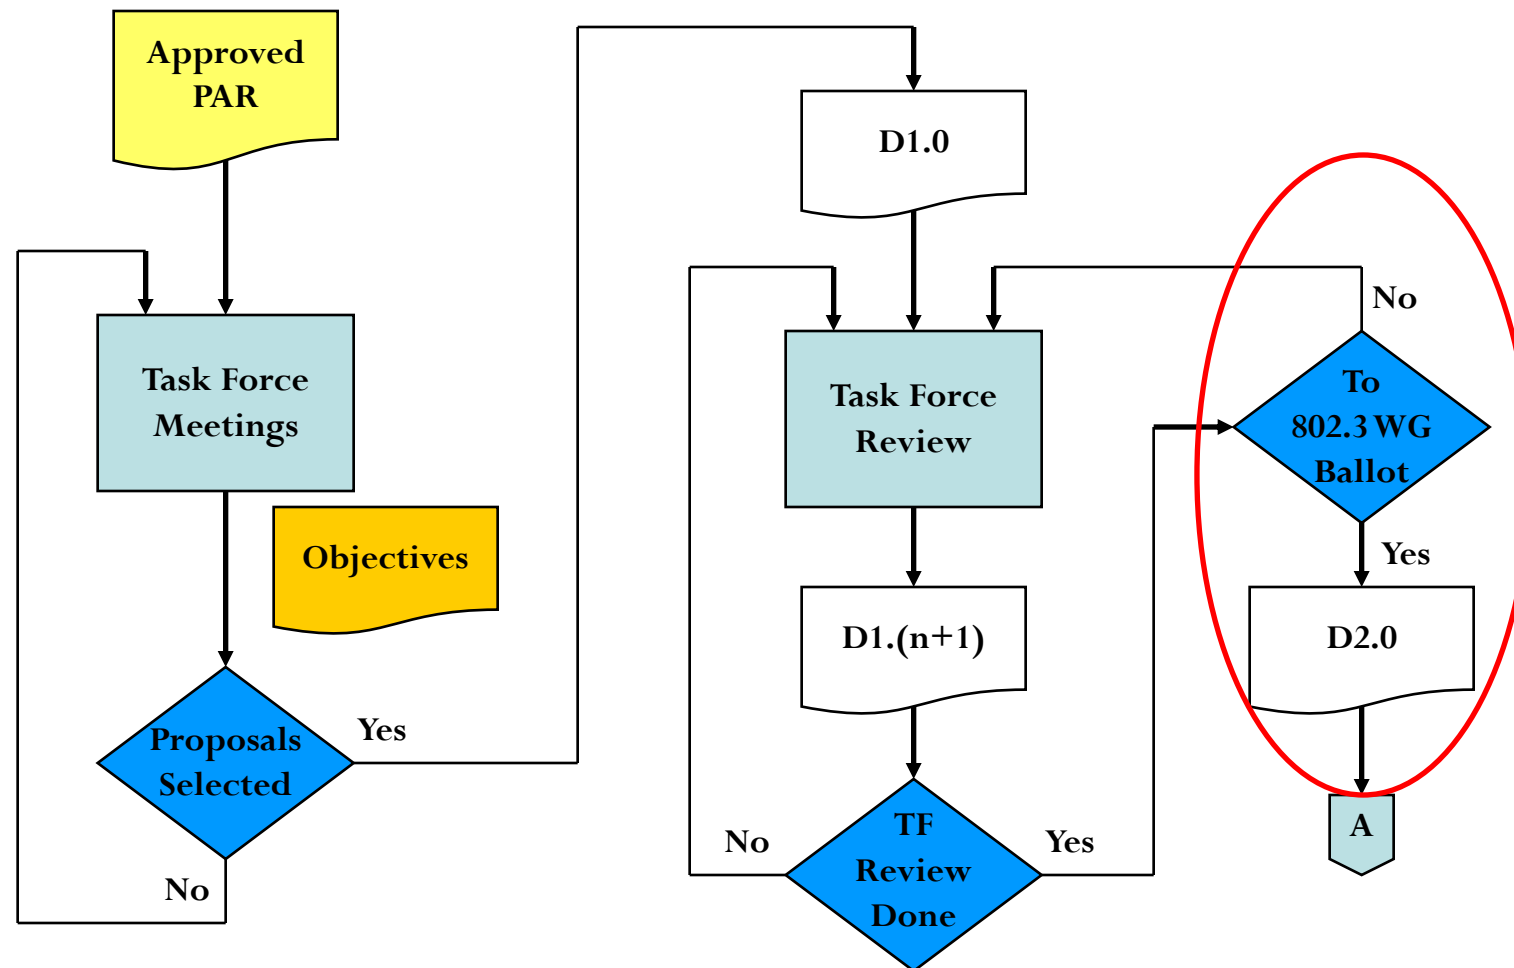 Approved
PAR
Task Force
Meetings
Objectives
Proposals
Selected
Yes
No
D1.0
Task Force
Review
D1.(n+1)
TF
Review
Done
No
Yes
To
802.3 WG
Ballot
No
Yes
D2.0
A